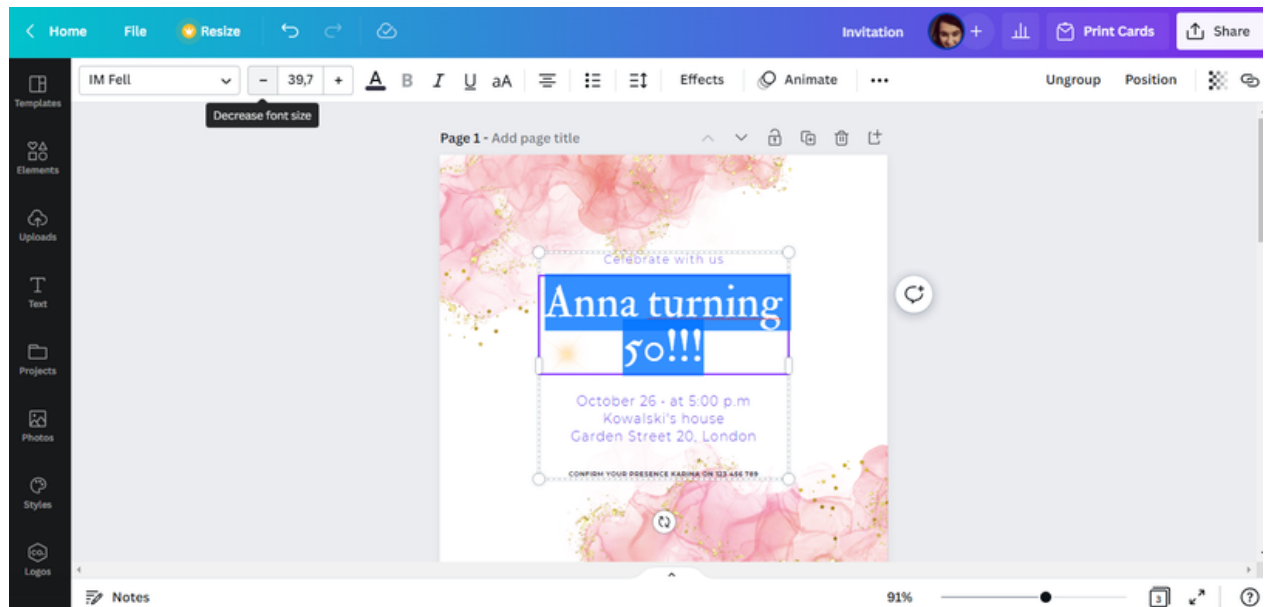 Home File Resize Invitation + Print Cards Share
IM Fell - 39,7 + A B I U aA Effects Animate ... Ungroup Position
Decrease font size
Templates
Elements
Uploads
Text
Projects
Photos
Styles
CO.
Logos
Page 1 - Add page title
Celebrate with us
Anna turning
50!!!
October 26 - at 5:00 p.m
Kowalski's house
Garden Street 20, London
CONFIRM YOUR PRESENCE KARINA ON 123 456 789
Notes 91% 3 ?